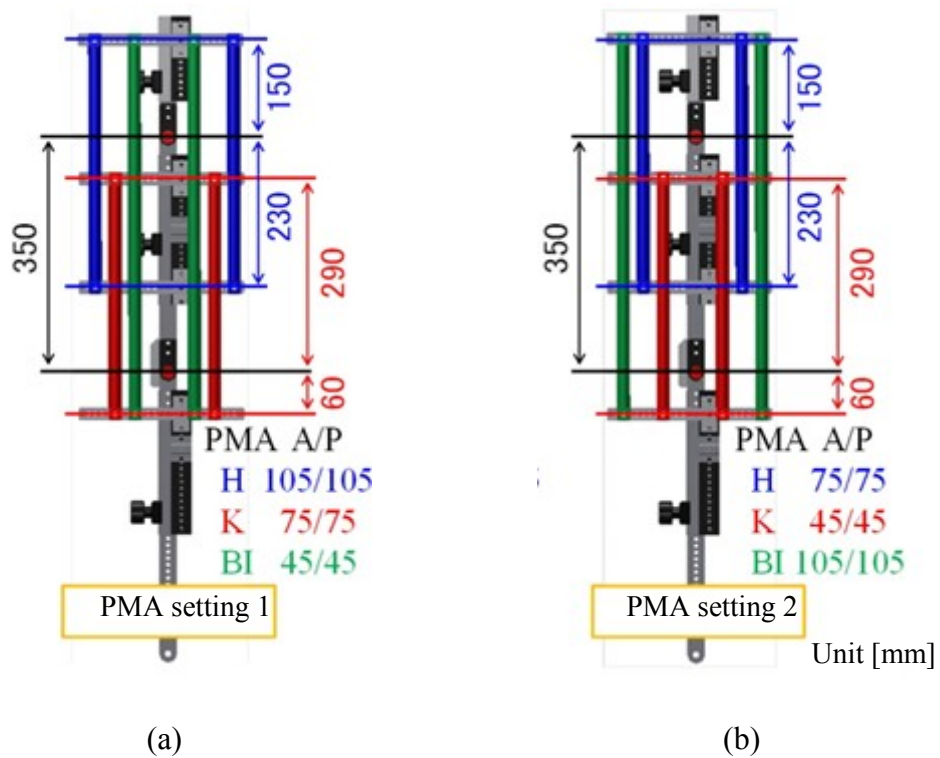 150
230
350
290
60
PMA A/P
H 105/105
K 75/75
BI 45/45
PMA setting 1
(a)
150
230
350
290
60
PMA A/P
H 75/75
K 45/45
BI 105/105
PMA setting 2
Unit [mm]
(b)